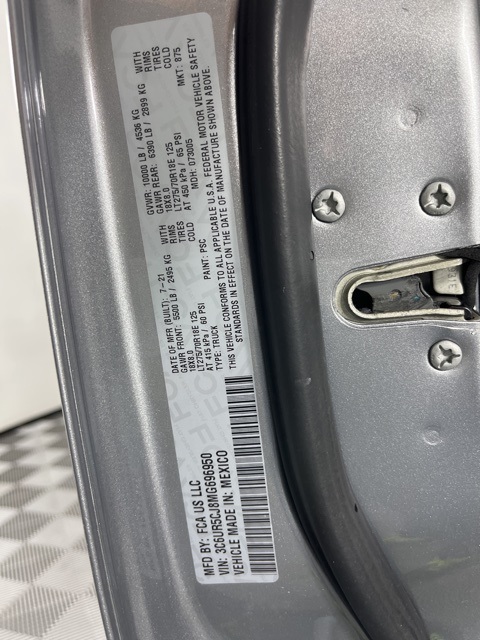 MFD BY: FCA US LLC
VIN: 3C6UR5CJ8MG696950
VEHICLE MADE IN: MEXICO
DATE OF MFR (BUILT): 7-21 GVWR: 10000 LB / 4536 KG
GAWR FRONT: 5500 LB / 2495 KG WITH GAWR REAR: 6390 LB / 2899 KG WITH
18X8.0 RIMS 18X8.0 RIMS
LT275/70R18E 125 TIRES LT275/70R18E 125 TIRES
AT 415 kPa / 60 PSI COLD AT 450 kPa / 65 PSI COLD
TYPE: TRUCK PAINT: PSC MDH: 073005 MKT: 875
THIS VEHICLE CONFORMS TO ALL APPLICABLE U.S.A. FEDERAL MOTOR VEHICLE SAFETY
STANDARDS IN EFFECT ON THE DATE OF MANUFACTURE SHOWN ABOVE.